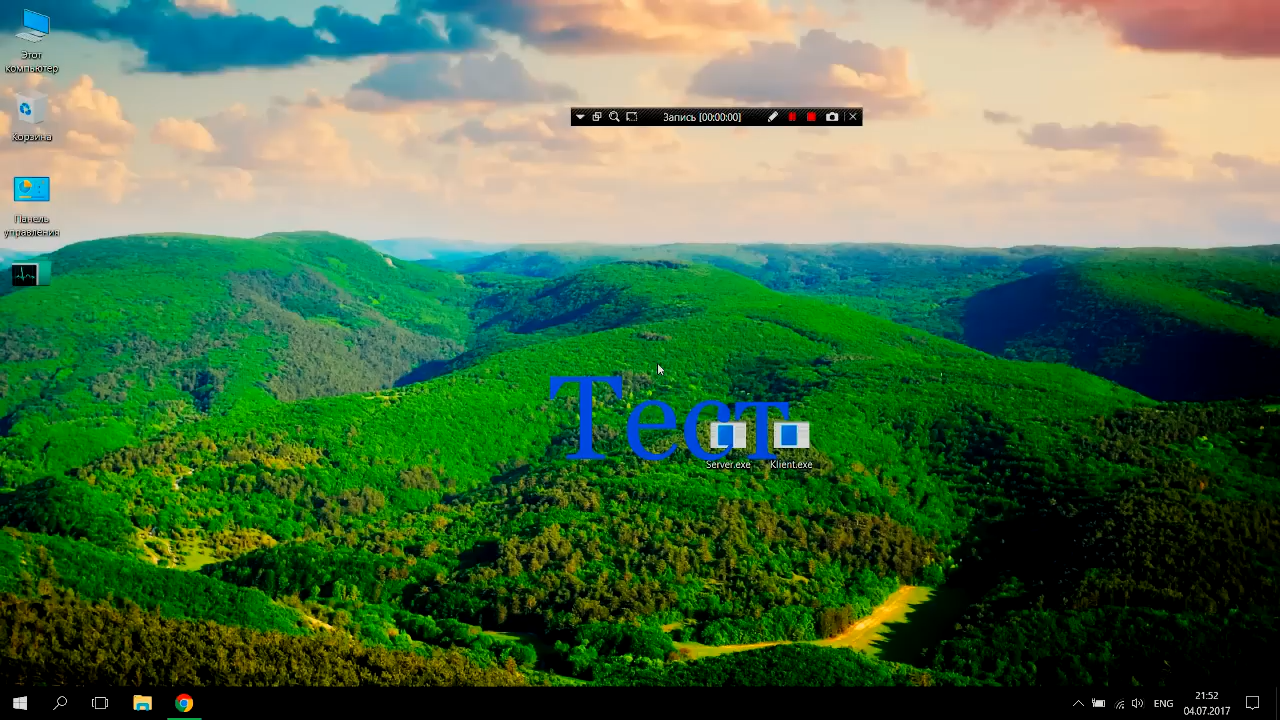 Этот
компьютер
Корзина
Панель
управления
Запись [00:00:00]
Тест
Server.exe
Klient.exe
ENG
21:52
04.07.2017